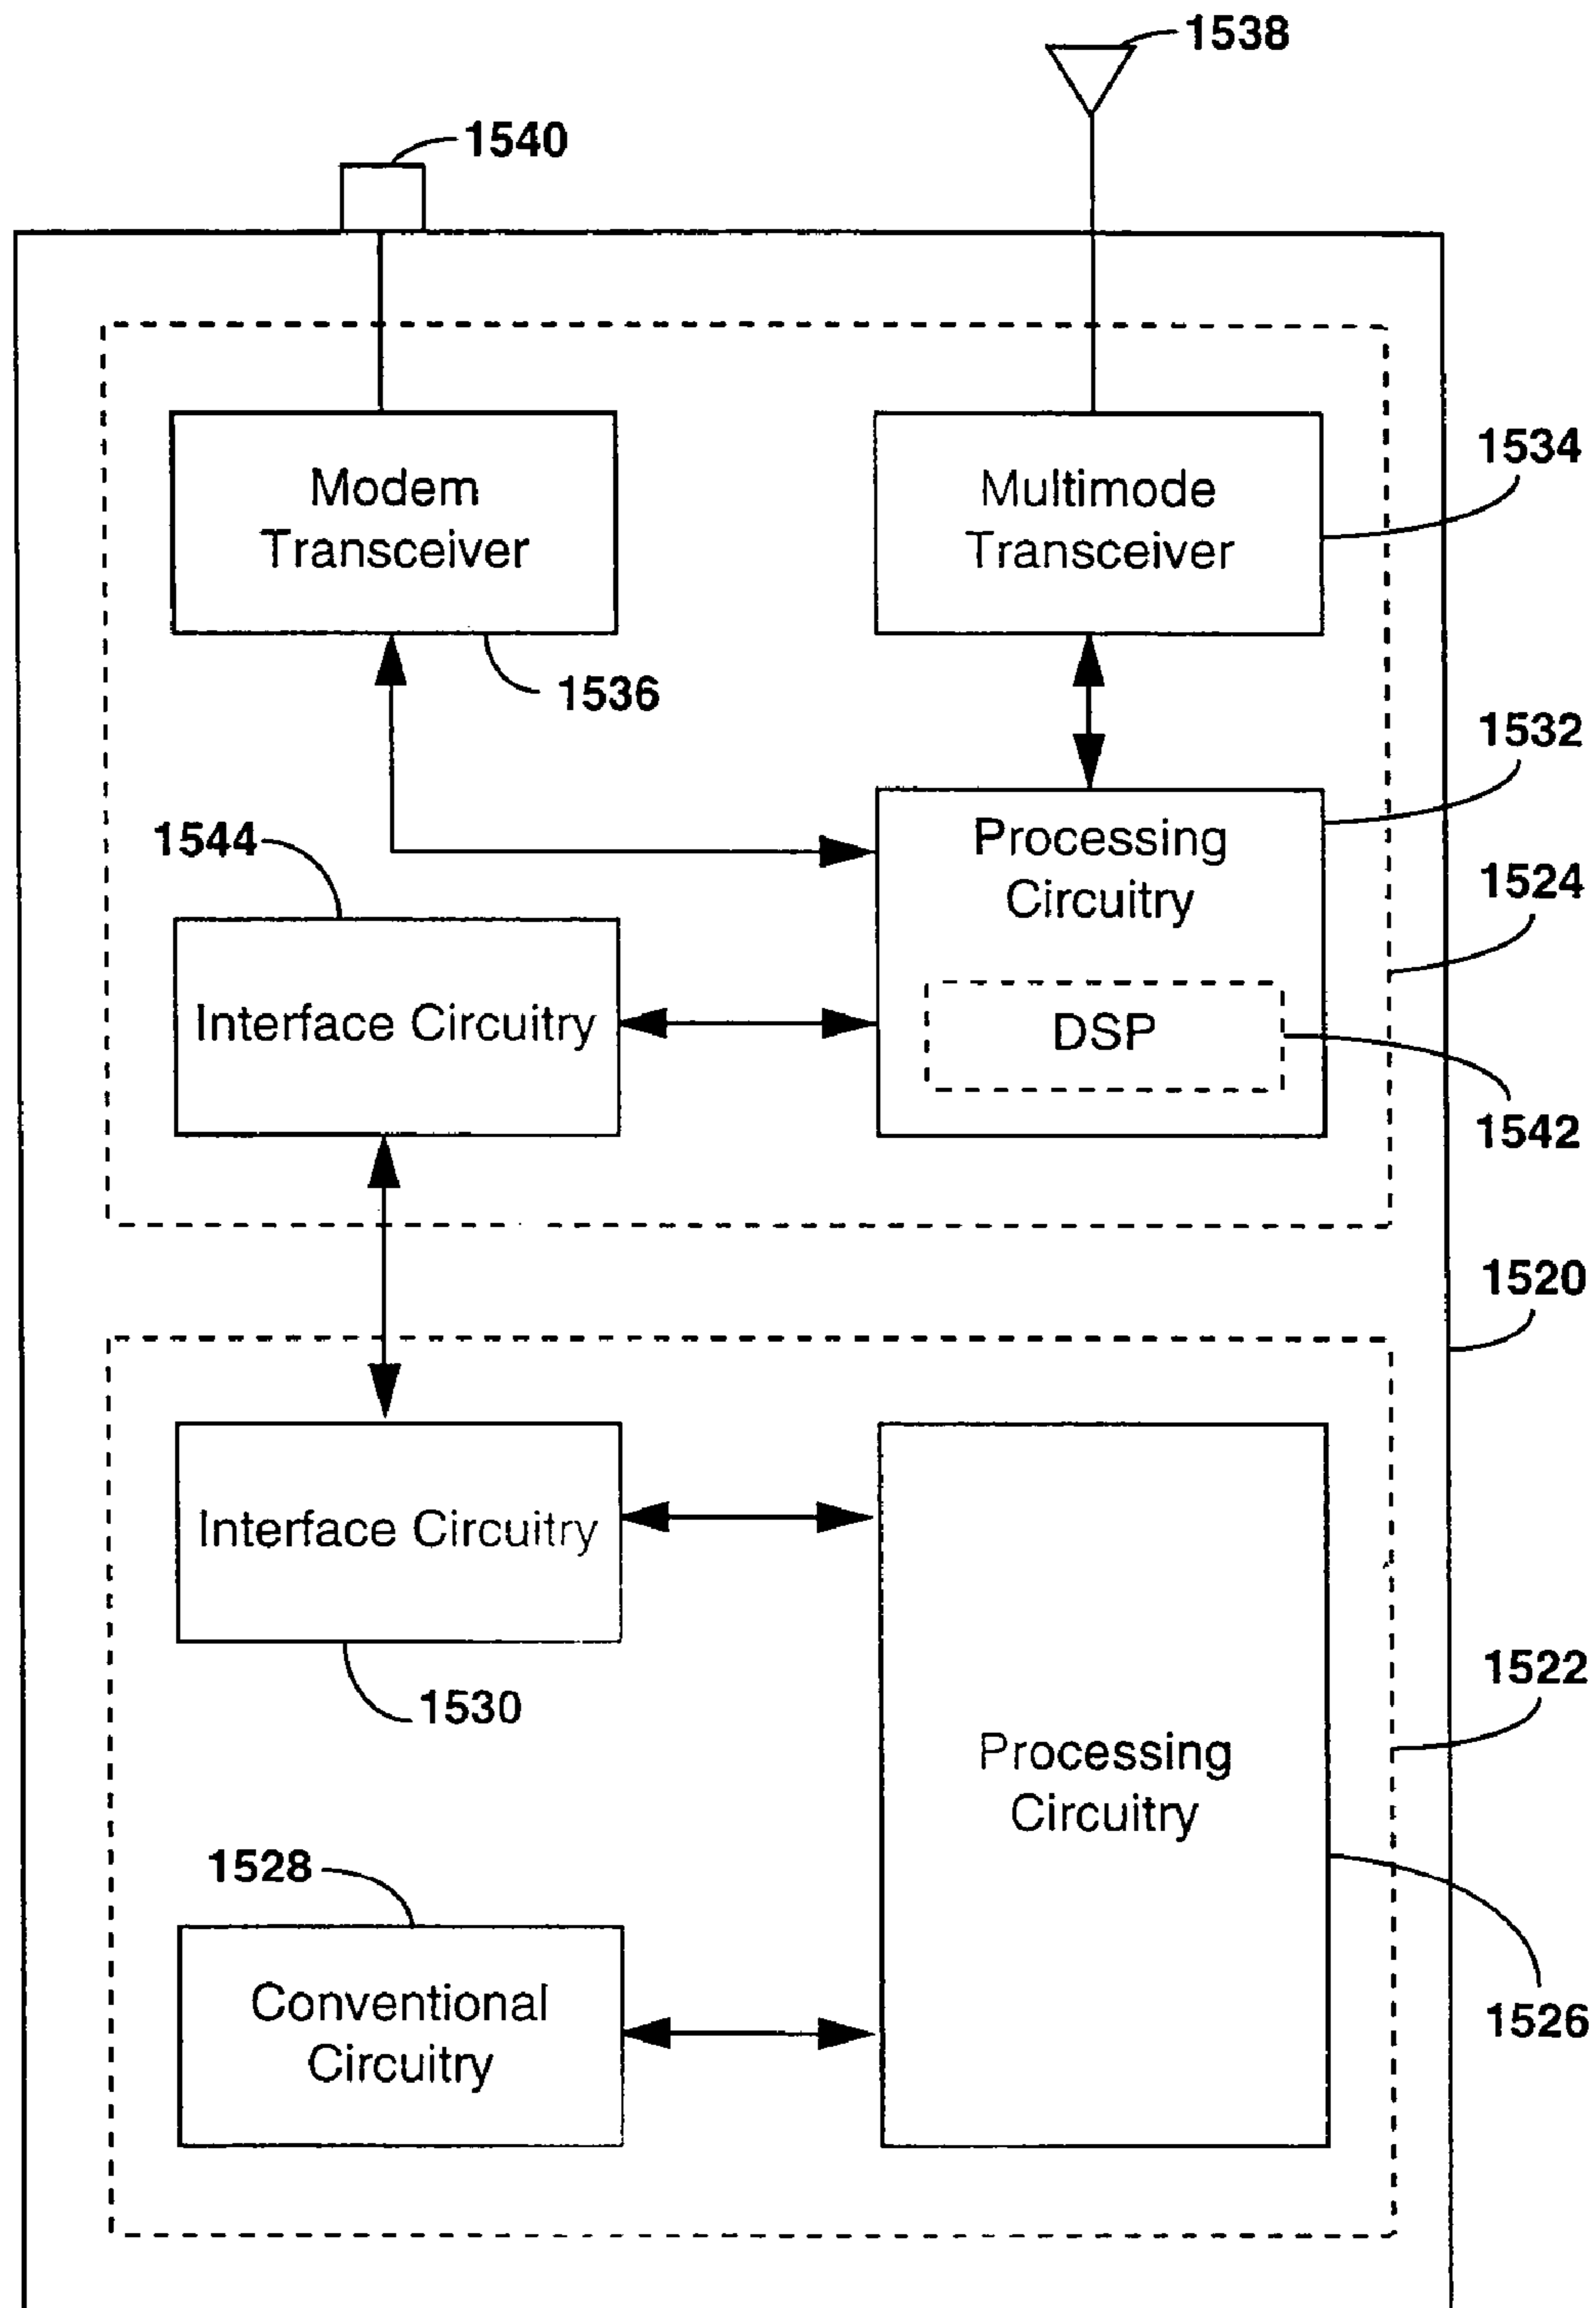 1538
1540
Modem
Transceiver
Multimode
Transceiver
1534
1536
1532
1544
Processing
Circuitry
1524
Interface Circuitry
DSP
1542
1520
Interface Circuitry
1530
1522
Processing
Circuitry
1528
Conventional
Circuitry
1526